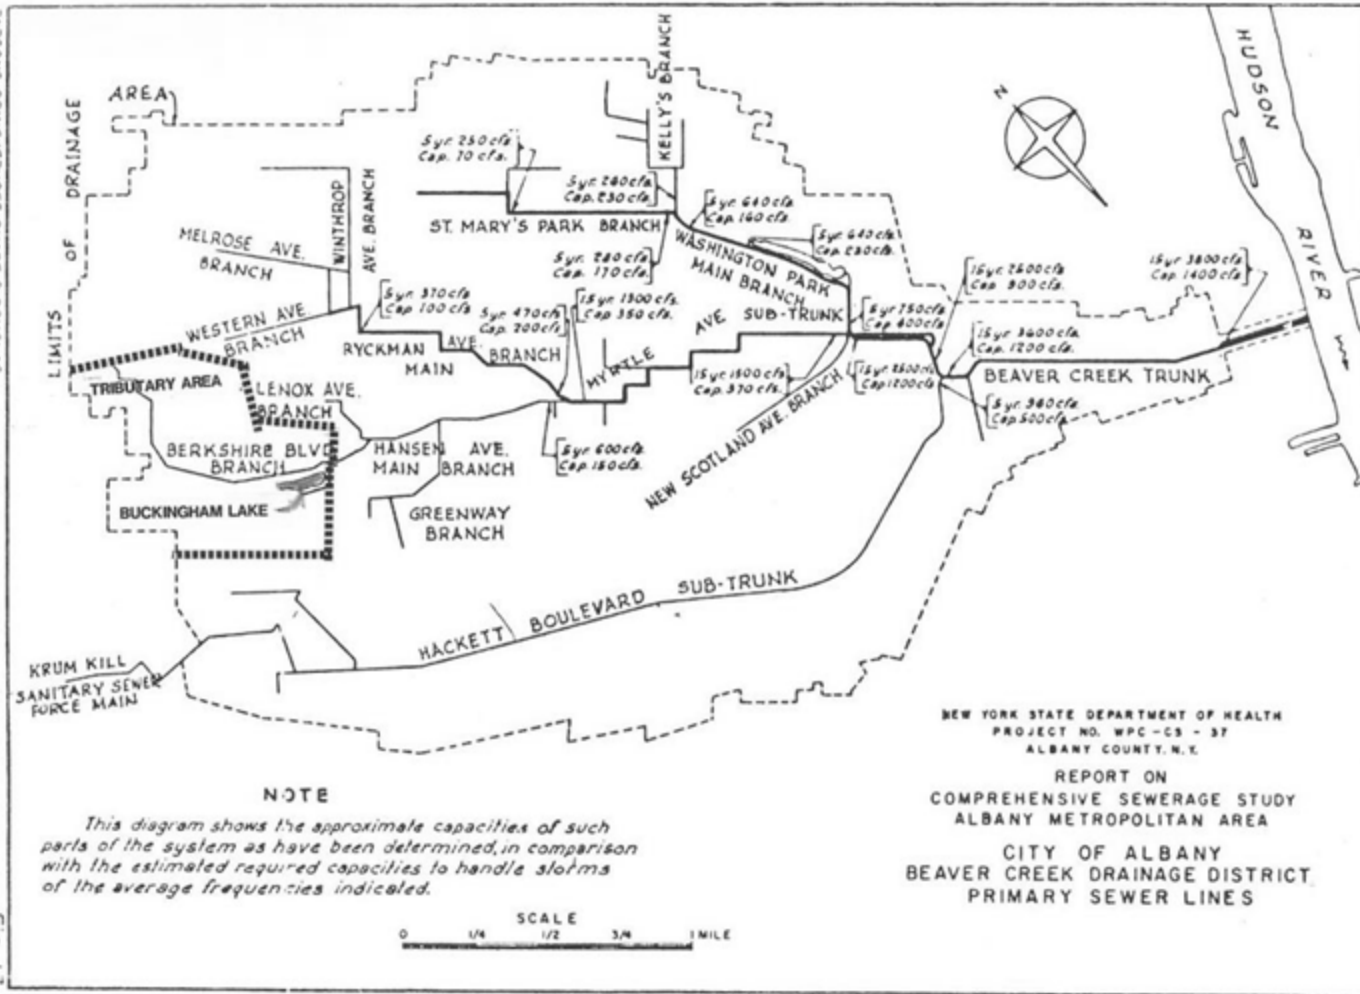 HUDSON
RIVER
N
AREA
LIMITS OF DRAINAGE
KELLY'S BRANCH
5 yr. 250 cfs.
Cap. 70 cfs.
5 yr. 260 cfs.
Cap. 230 cfs.
5 yr. 640 cfs.
Cap. 160 cfs.
5 yr. 640 cfs.
Cap. 230 cfs.
ST. MARY'S PARK BRANCH
WASHINGTON PARK
MAIN BRANCH
WINTHROP
AVE. BRANCH
MELROSE AVE.
BRANCH
5 yr. 280 cfs.
Cap. 170 cfs.
15 yr. 2600 cfs.
Cap. 900 cfs.
15 yr. 3800 cfs.
Cap. 1400 cfs.
5 yr. 370 cfs.
Cap. 100 cfs.
5 yr. 470 cfs.
Cap. 200 cfs.
15 yr. 1300 cfs.
Cap. 350 cfs.
5 yr. 750 cfs.
Cap. 600 cfs.
15 yr. 3600 cfs.
Cap. 1200 cfs.
WESTERN AVE
BRANCH
RYCKMAN AVE. BRANCH
MAIN
MYRTLE AVE SUB-TRUNK
15 yr. 1500 cfs.
Cap. 370 cfs.
15 yr. 2500 cfs.
Cap. 1200 cfs.
BEAVER CREEK TRUNK
5 yr. 960 cfs.
Cap. 500 cfs.
TRIBUTARY AREA
LENOX AVE.
BRANCH
NEW SCOTLAND AVE. BRANCH
BERKSHIRE BLVD
BRANCH
HANSEN AVE.
MAIN BRANCH
5 yr. 600 cfs.
Cap. 150 cfs.
BUCKINGHAM LAKE
GREENWAY
BRANCH
HACKETT BOULEVARD SUB-TRUNK
KRUM KILL
SANITARY SEWER
FORCE MAIN
NEW YORK STATE DEPARTMENT OF HEALTH
PROJECT NO. WPC-CS - 37
ALBANY COUNTY, N.Y.
REPORT ON
COMPREHENSIVE SEWERAGE STUDY
ALBANY METROPOLITAN AREA
CITY OF ALBANY
BEAVER CREEK DRAINAGE DISTRICT
PRIMARY SEWER LINES
NOTE
This diagram shows the approximate capacities of such
parts of the system as have been determined, in comparison
with the estimated required capacities to handle storms
of the average frequencies indicated.
SCALE
0 1/4 1/2 3/4 1 MILE